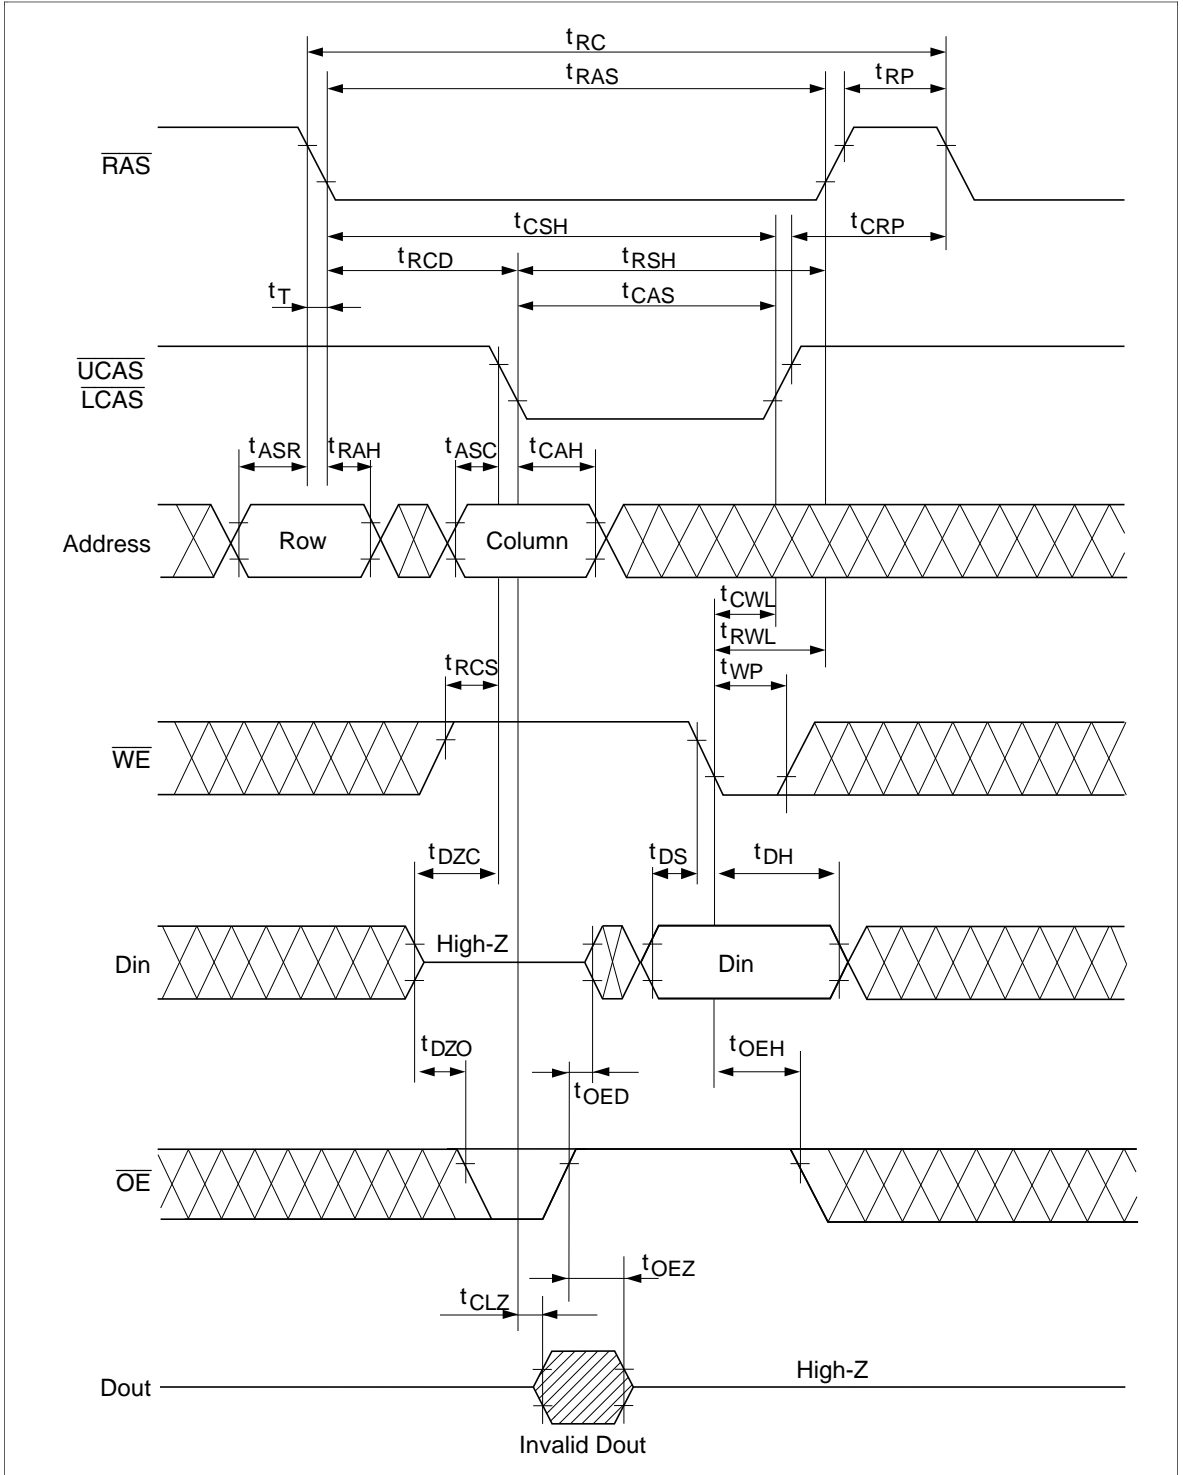 tRC
tRAS
tRP
RAS
tCSH
tCRP
tRCD
tRSH
tT
tCAS
UCAS
LCAS
tASR
tRAH
tASC
tCAH
Address
Row
Column
tCWL
tRWL
tRCS
tWP
WE
tDZC
tDS
tDH
High-Z
Din
Din
tDZO
tOED
tOEH
OE
tOEZ
tCLZ
High-Z
Dout
Invalid Dout